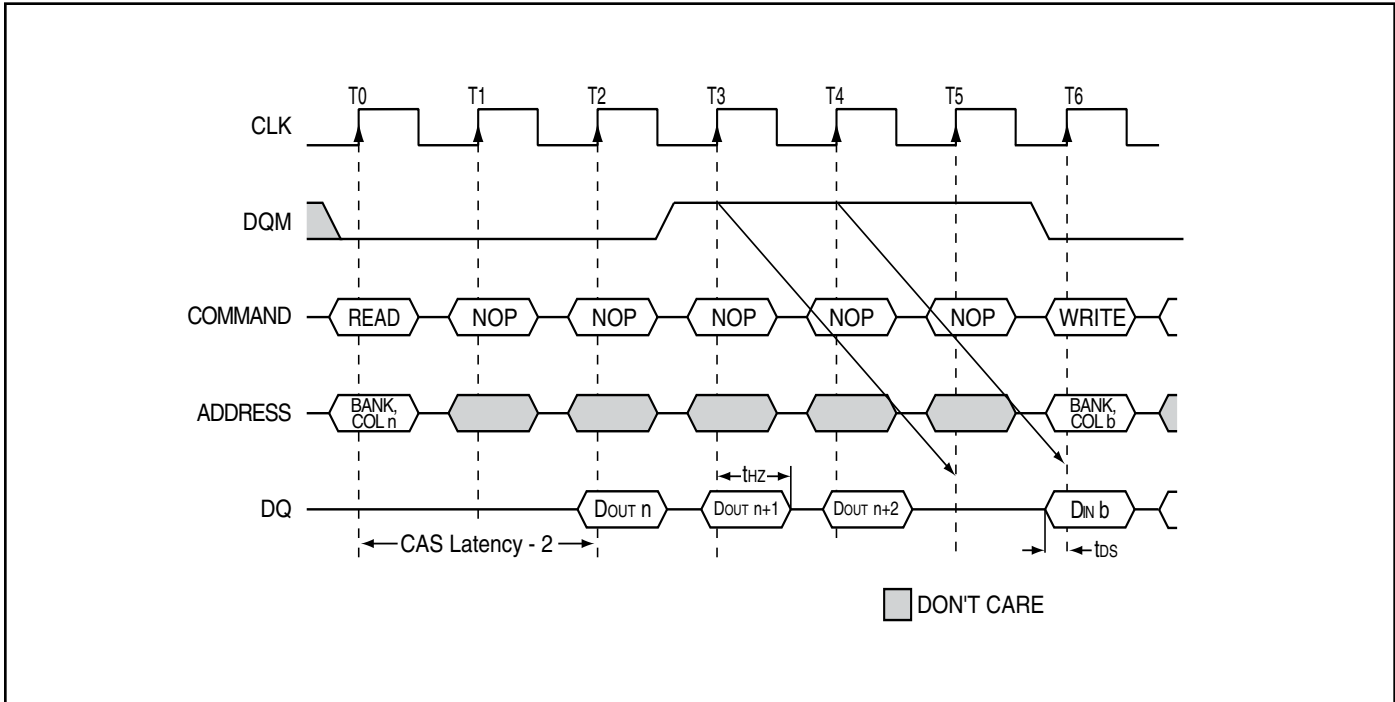 T0 T1 T2 T3 T4 T5 T6
CLK
DQM
COMMAND READ NOP NOP NOP NOP NOP WRITE
ADDRESS BANK, COL n BANK, COL b
tHZ
DQ DOUT n DOUT n+1 DOUT n+2 DIN b
CAS Latency - 2 tDS
DON'T CARE